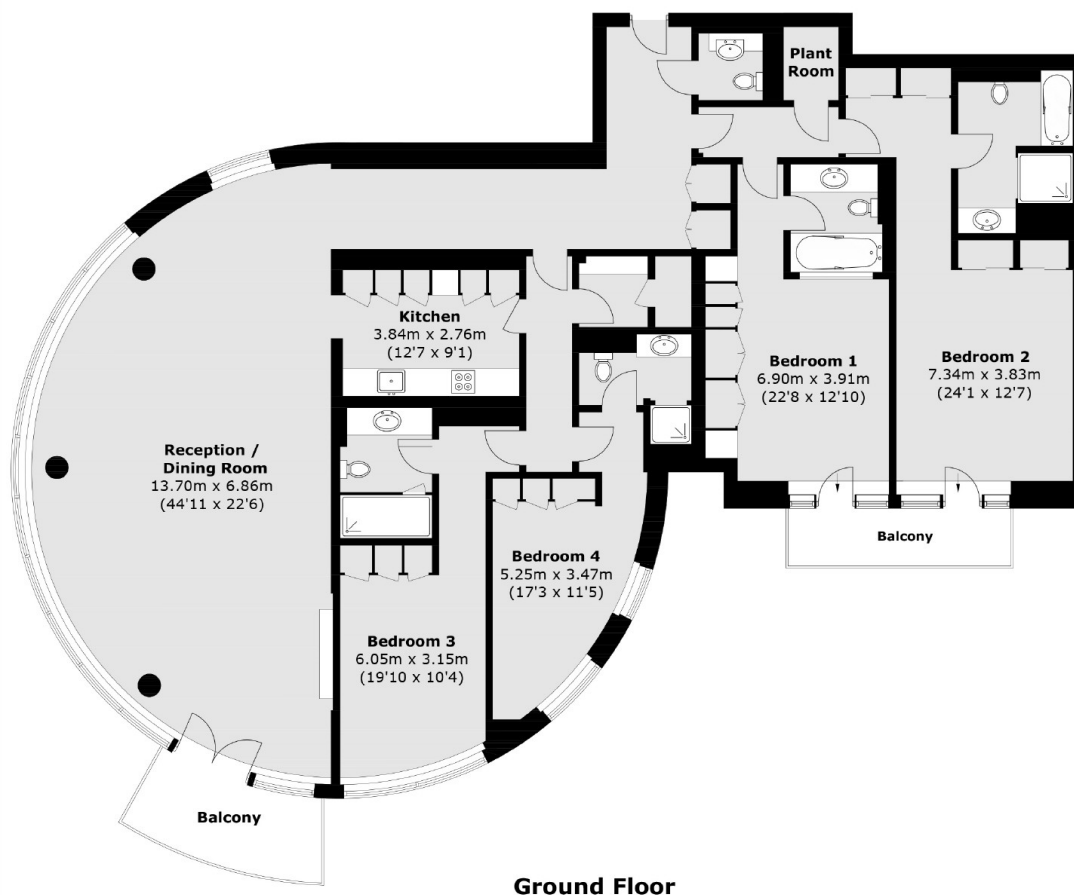 Plant
Room
Kitchen
3.84m x 2.76m
(12'7 x 9'1)
Bedroom 1
6.90m x 3.91m
(22'8 x 12'10)
Bedroom 2
7.34m x 3.83m
(24'1 x 12'7)
Reception /
Dining Room
13.70m x 6.86m
(44'11 x 22'6)
Balcony
Bedroom 4
5.25m x 3.47m
(17'3 x 11'5)
Bedroom 3
6.05m x 3.15m
(19'10 x 10'4)
Balcony
Ground Floor